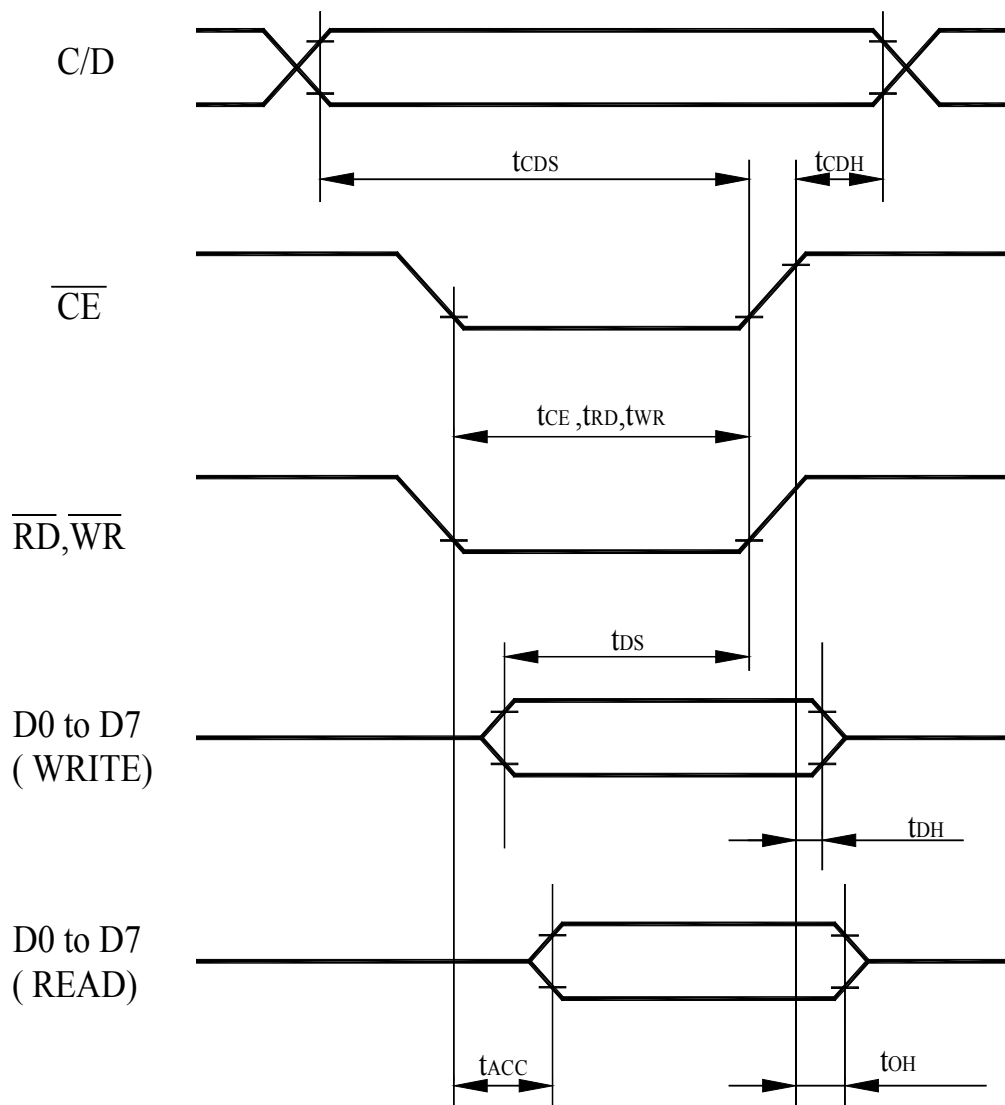 C/D
tCDS
tCDH
CE
tCE ,tRD,tWR
RD,WR
tDS
D0 to D7
( WRITE)
tDH
D0 to D7
( READ)
tACC
tOH